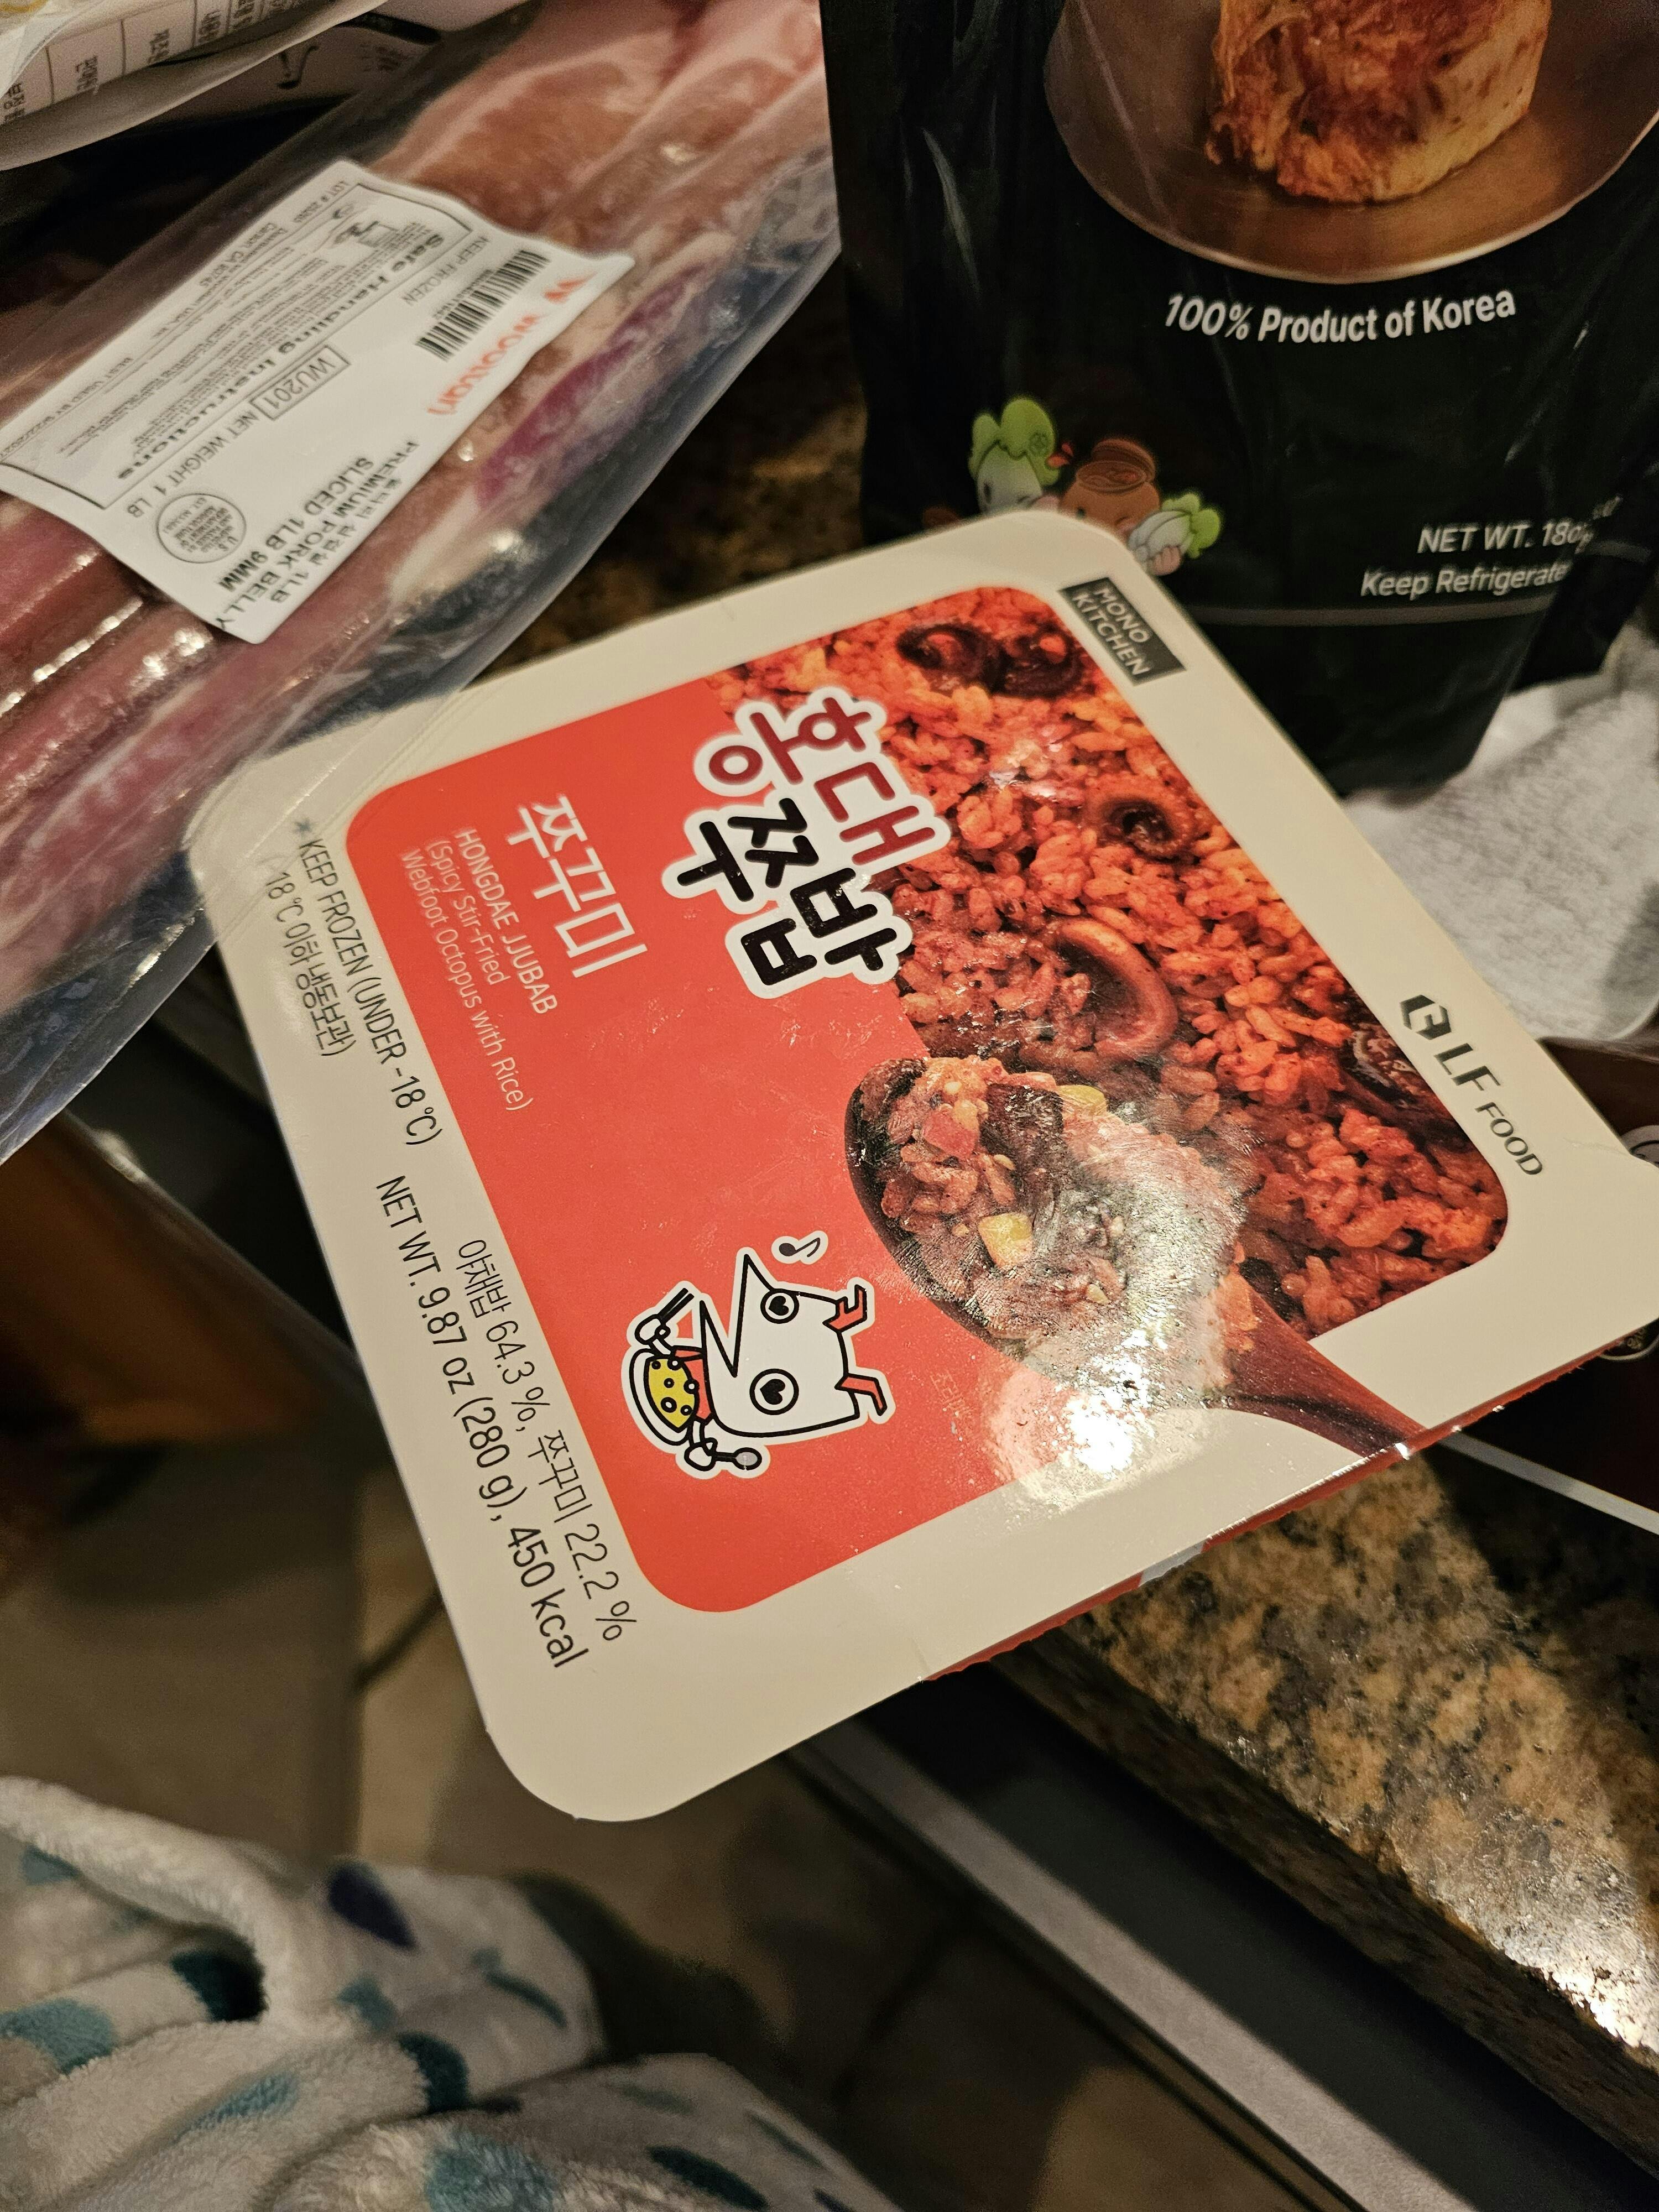 MONO
KITCHEN
LF FOOD
홍대
쭈밥
쭈꾸미
HONGDAE JJUBAB
(Spicy Stir-Fried
Webfoot Octopus with Rice)
*KEEP FROZEN (UNDER -18℃)
18℃이하 냉동보관)
야채밥 64.3 %, 쭈꾸미 22.2 %
NET WT. 9.87 oz (280 g), 450 kcal
100% Product of Korea
NET WT. 18
Keep Refrigerate
KEEP FROZEN
Safe Handling Instructions
WU201
NET WEIGHT 1 LB
PREMIUM PORK BELLY
SLICED 1LB 9MM
wooltari